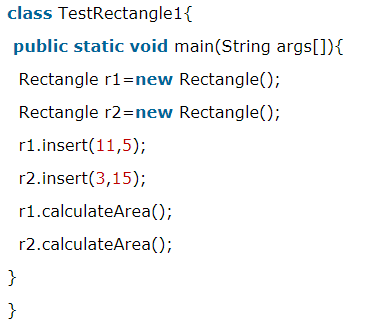 class TestRectangle1{
public static void main(String args[]){
Rectangle r1=new Rectangle();
Rectangle r2=new Rectangle();
r1.insert(11,5);
r2.insert(3,15);
r1.calculateArea();
r2.calculateArea();
}
}